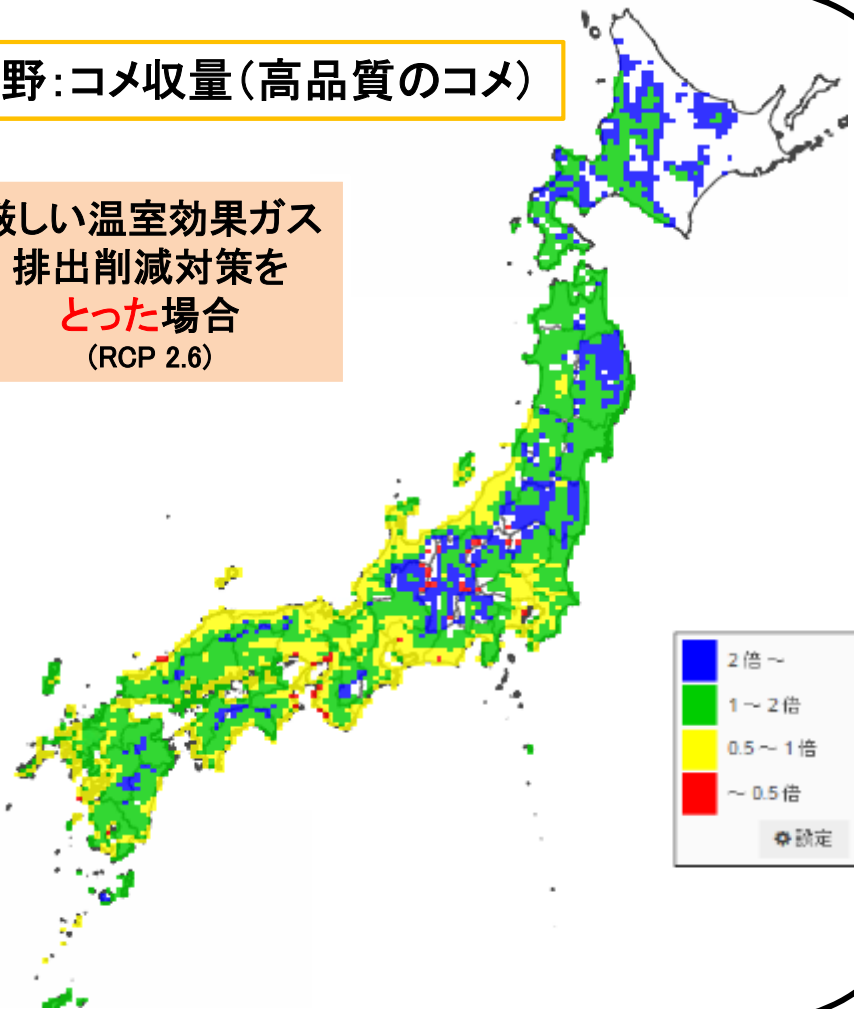 野：コメ収量（高品質のコメ）
厳しい温室効果ガス
排出削減対策を
とった場合
（RCP 2.6）
2倍～
1～2倍
0.5～1倍
～0.5倍
設定